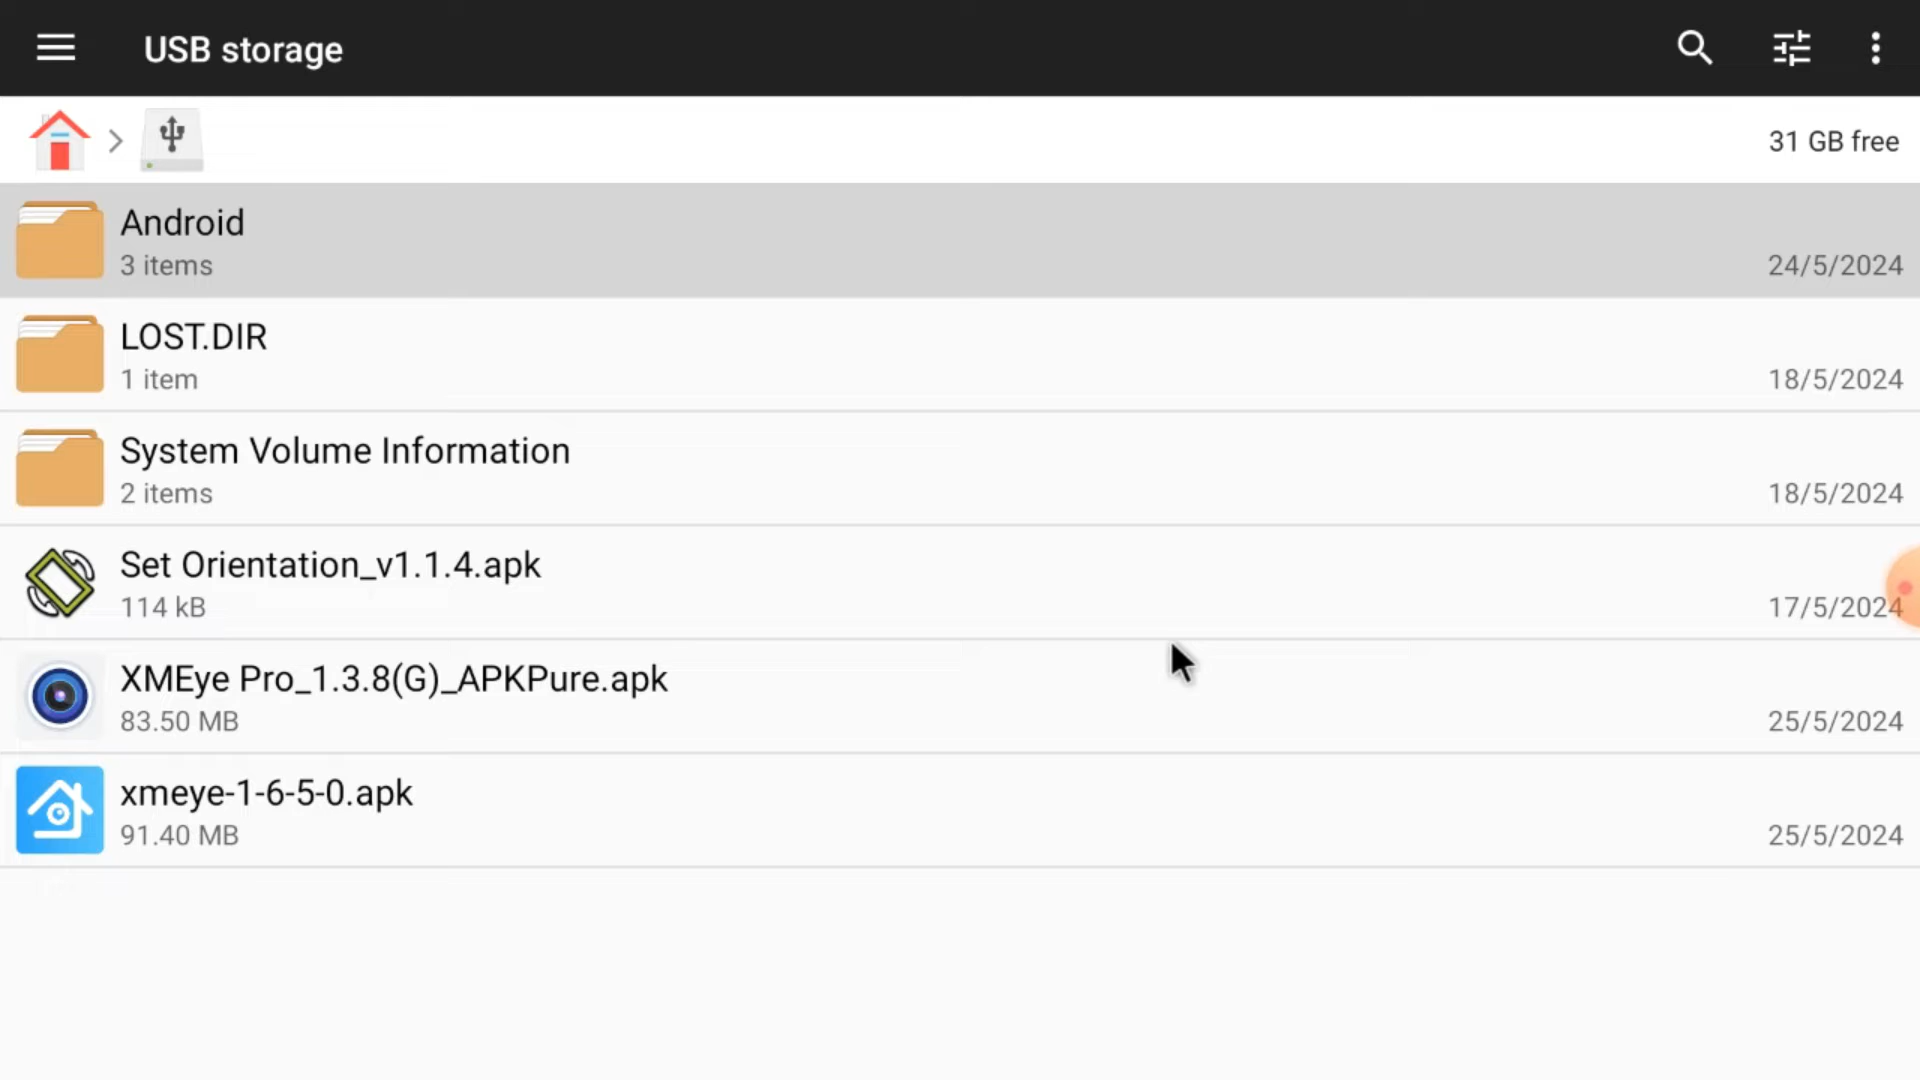 USB storage
31 GB free
Android
3 items
24/5/2024
LOST.DIR
1 item
18/5/2024
System Volume Information
2 items
18/5/2024
Set Orientation_v1.1.4.apk
114 kB
17/5/2024
XMEye Pro_1.3.8(G)_APKPure.apk
83.50 MB
25/5/2024
xmeye-1-6-5-0.apk
91.40 MB
25/5/2024